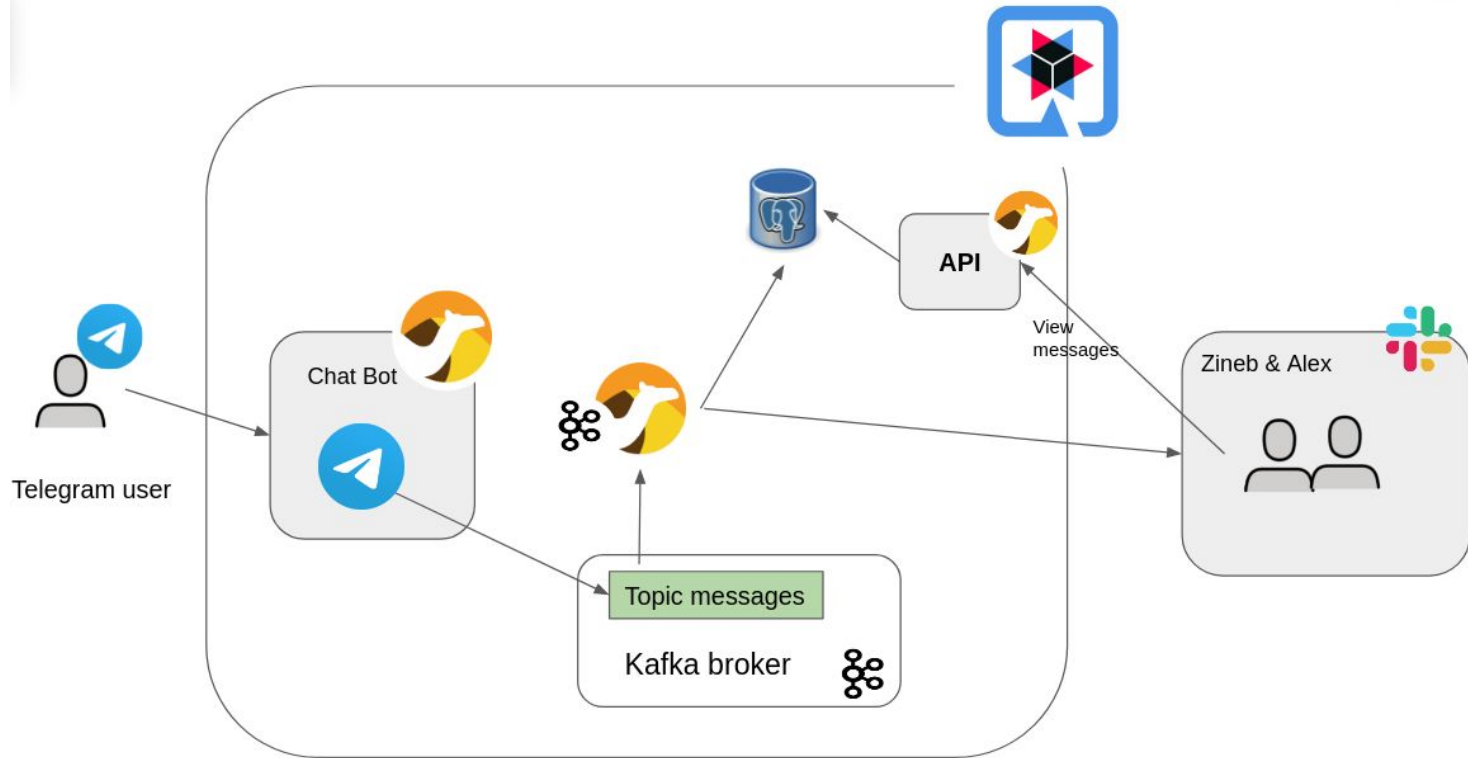 API
View
messages
Zineb & Alex
Chat Bot
Telegram user
Topic messages
Kafka broker